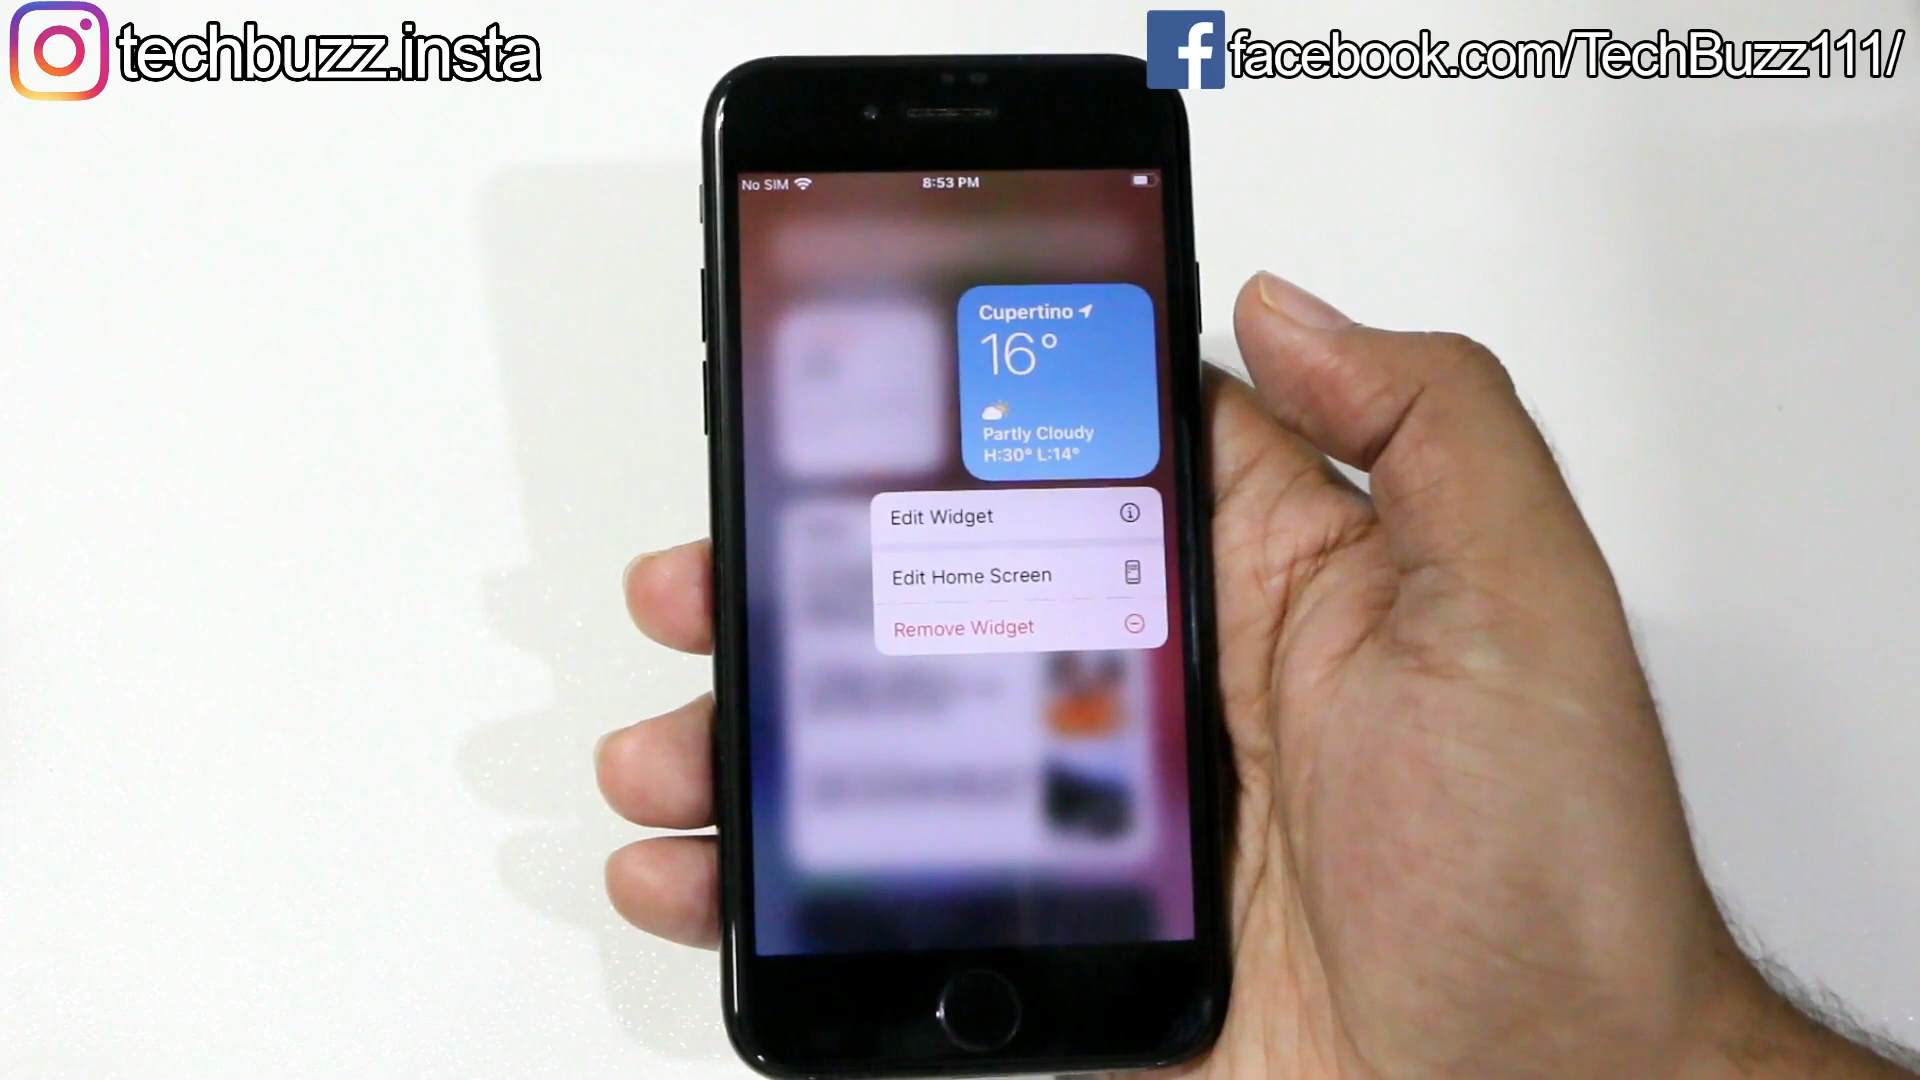 techbuzz.insta
facebook.com/TechBuzz111/
No SIM
8:53 PM
Cupertino
16°
Partly Cloudy
H:30° L:14°
Edit Widget
Edit Home Screen
Remove Widget